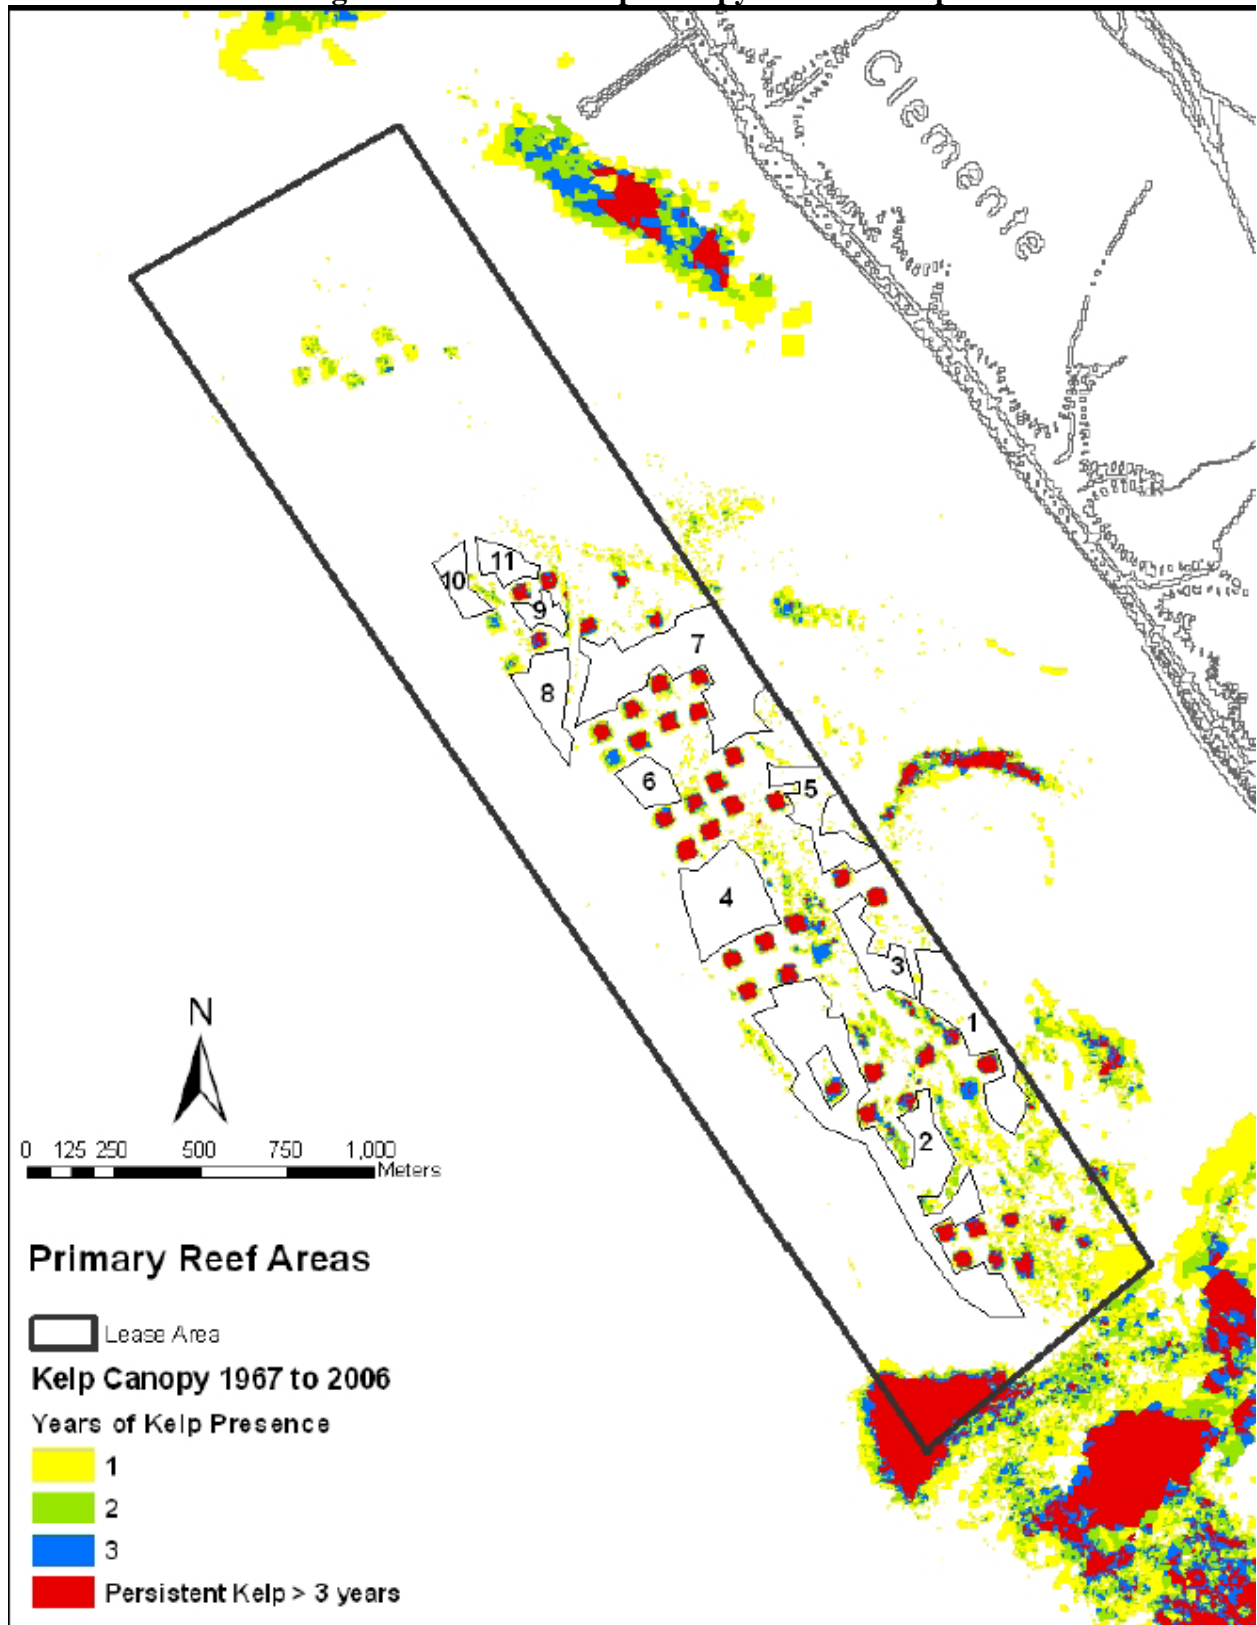 Clemente
11
10
9
7
8
6
5
4
3
1
2
N
0 125 250 500 750 1,000
Meters
Primary Reef Areas
Lease Area
Kelp Canopy 1967 to 2006
Years of Kelp Presence
1
2
3
Persistent Kelp > 3 years